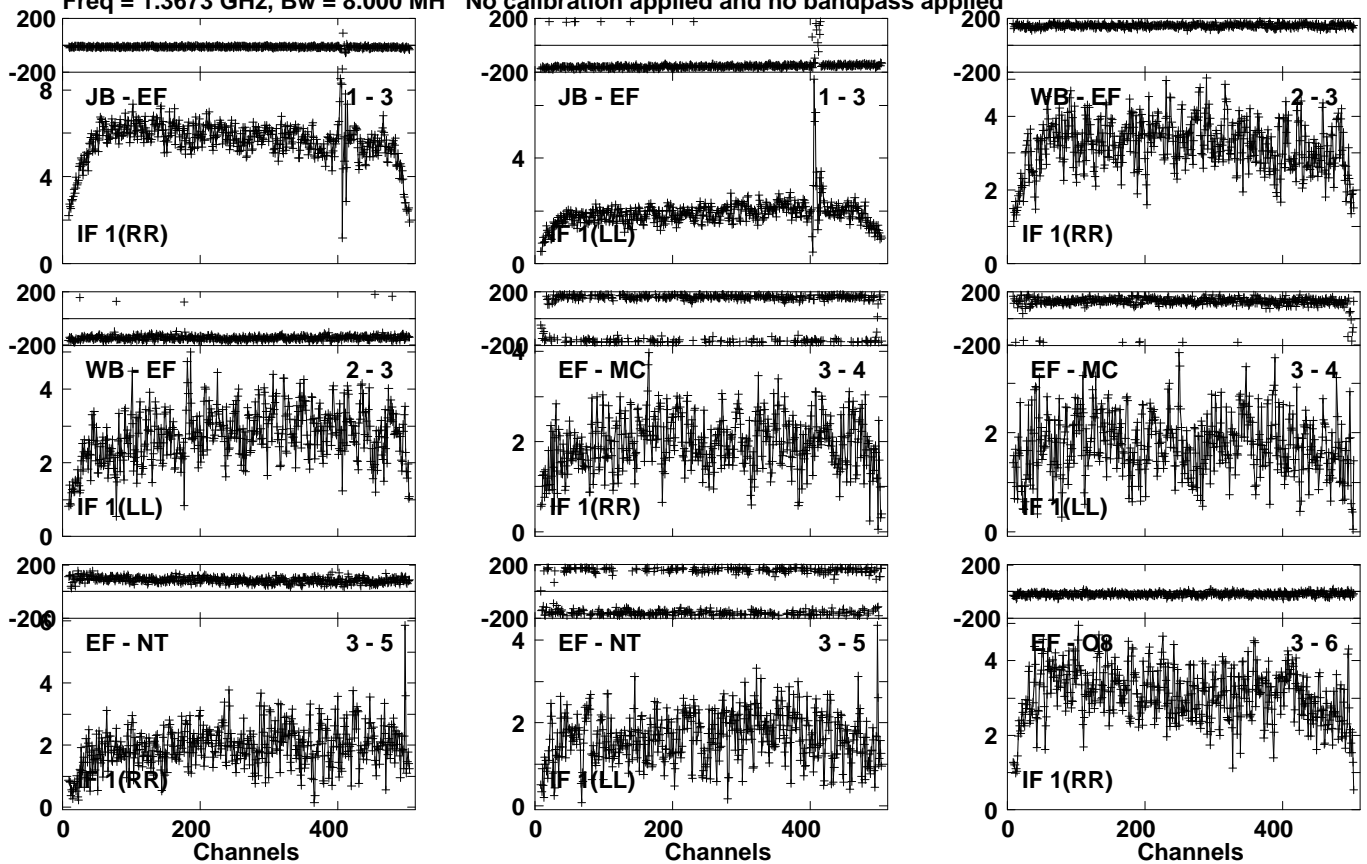 Freq = 1.3673 GHz, Bw = 8.000 MH No calibration applied and no bandpass applied
200 200 200
-200 -200 -200
8
JB - EF 1 - 3 JB - EF 1 - 3 WB - EF 2 - 3
4 4 4
2
IF 1(RR) IF 1(LL) IF 1(RR)
0 0 0
200 200 200
-200 -200 -200
4
WB - EF 2 - 3 EF - MC 3 - 4 EF - MC 3 - 4
4
2 2 2
IF 1(LL) IF 1(RR) IF 1(LL)
0 0 0
200 200 200
-200 -200 -200
6
EF - NT 3 - 5 EF - NT 3 - 5 EF - O8 3 - 6
4 4 4
2 2 2
IF 1(RR) IF 1(LL) IF 1(RR)
0 0 0
0 200 400 0 200 400 0 200 400
Channels Channels Channels